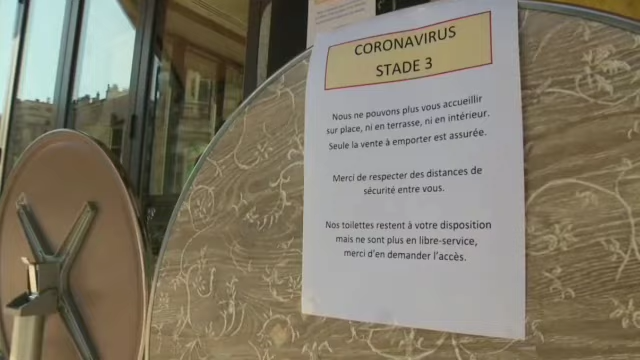 CORONAVIRUS
STADE 3
Nous ne pouvons plus vous accueillir
sur place, ni en terrasse, ni en intérieur.
Seule la vente à emporter est assurée.
Merci de respecter des distances de
sécurité entre vous.
Nos toilettes restent à votre disposition
mais ne sont plus en libre-service,
merci d'en demander l'accès.